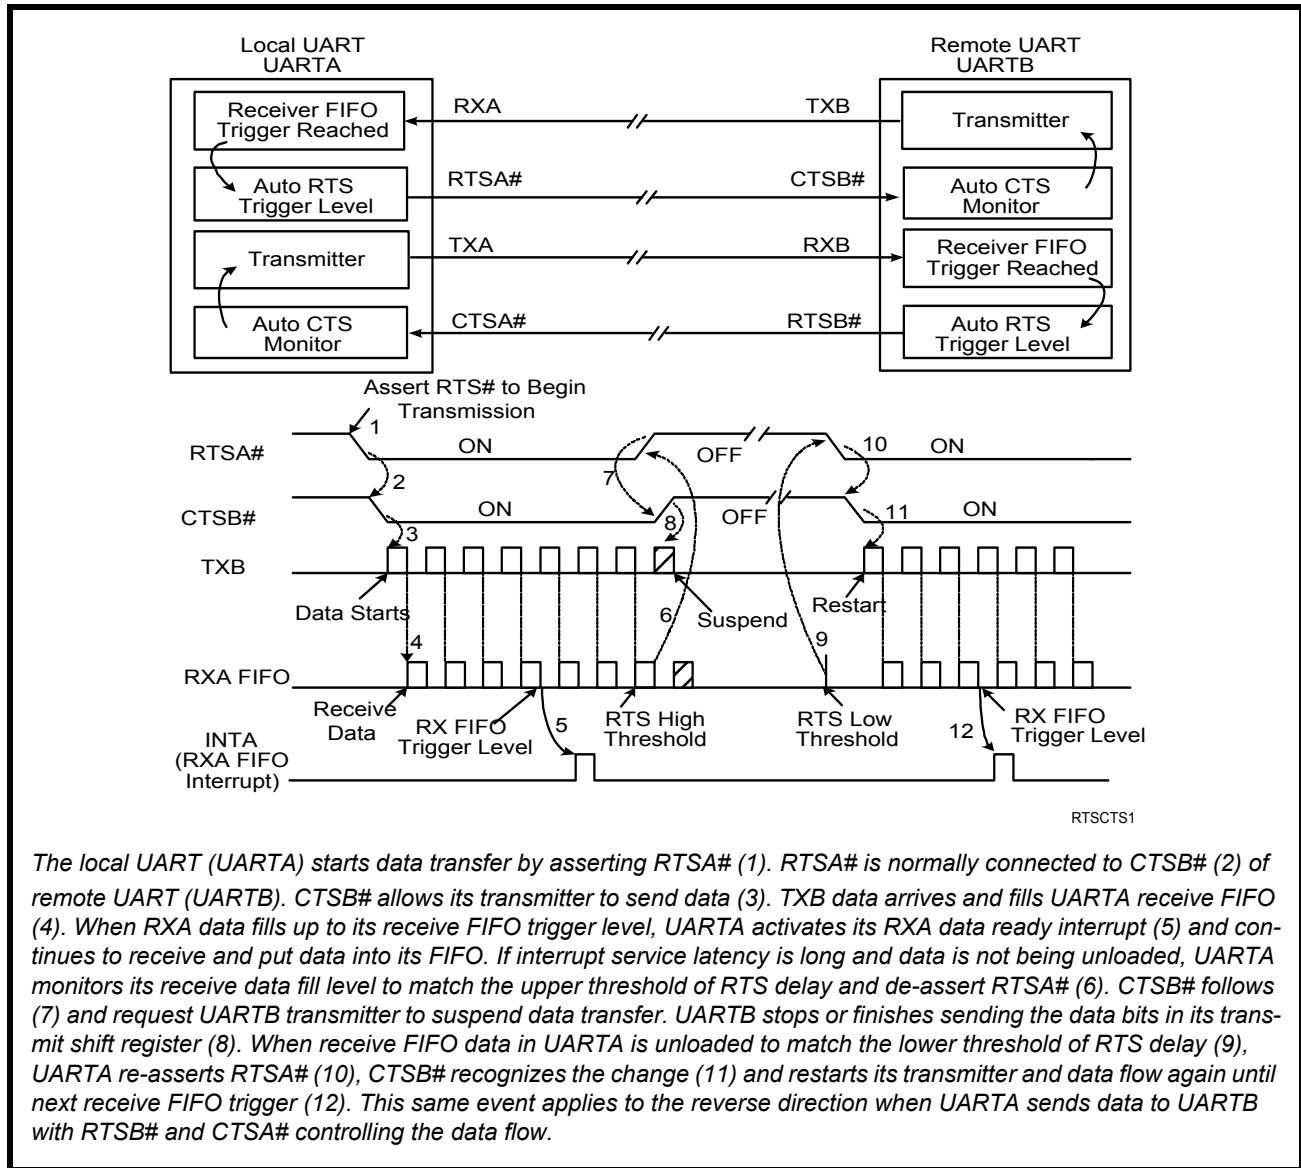 Local UART
UARTA
Remote UART
UARTB
Receiver FIFO
Trigger Reached
RXA
TXB
Transmitter
Auto RTS
Trigger Level
RTSA#
CTSB#
Auto CTS
Monitor
Transmitter
TXA
RXB
Receiver FIFO
Trigger Reached
Auto CTS
Monitor
CTSA#
RTSB#
Auto RTS
Trigger Level
Assert RTS# to Begin
Transmission
1
RTSA#
ON
OFF
ON
2
7
10
CTSB#
ON
OFF
ON
3
8
11
TXB
Data Starts
Suspend
Restart
4
6
9
RXA FIFO
Receive
Data
RX FIFO
Trigger Level
5
RTS High
Threshold
RTS Low
Threshold
12
RX FIFO
Trigger Level
INTA
(RXA FIFO
Interrupt)
RTSCTS1
The local UART (UARTA) starts data transfer by asserting RTSA# (1). RTSA# is normally connected to CTSB# (2) of
remote UART (UARTB). CTSB# allows its transmitter to send data (3). TXB data arrives and fills UARTA receive FIFO
(4). When RXA data fills up to its receive FIFO trigger level, UARTA activates its RXA data ready interrupt (5) and con-
tinues to receive and put data into its FIFO. If interrupt service latency is long and data is not being unloaded, UARTA
monitors its receive data fill level to match the upper threshold of RTS delay and de-assert RTSA# (6). CTSB# follows
(7) and request UARTB transmitter to suspend data transfer. UARTB stops or finishes sending the data bits in its trans-
mit shift register (8). When receive FIFO data in UARTA is unloaded to match the lower threshold of RTS delay (9),
UARTA re-asserts RTSA# (10), CTSB# recognizes the change (11) and restarts its transmitter and data flow again until
next receive FIFO trigger (12). This same event applies to the reverse direction when UARTA sends data to UARTB
with RTSB# and CTSA# controlling the data flow.